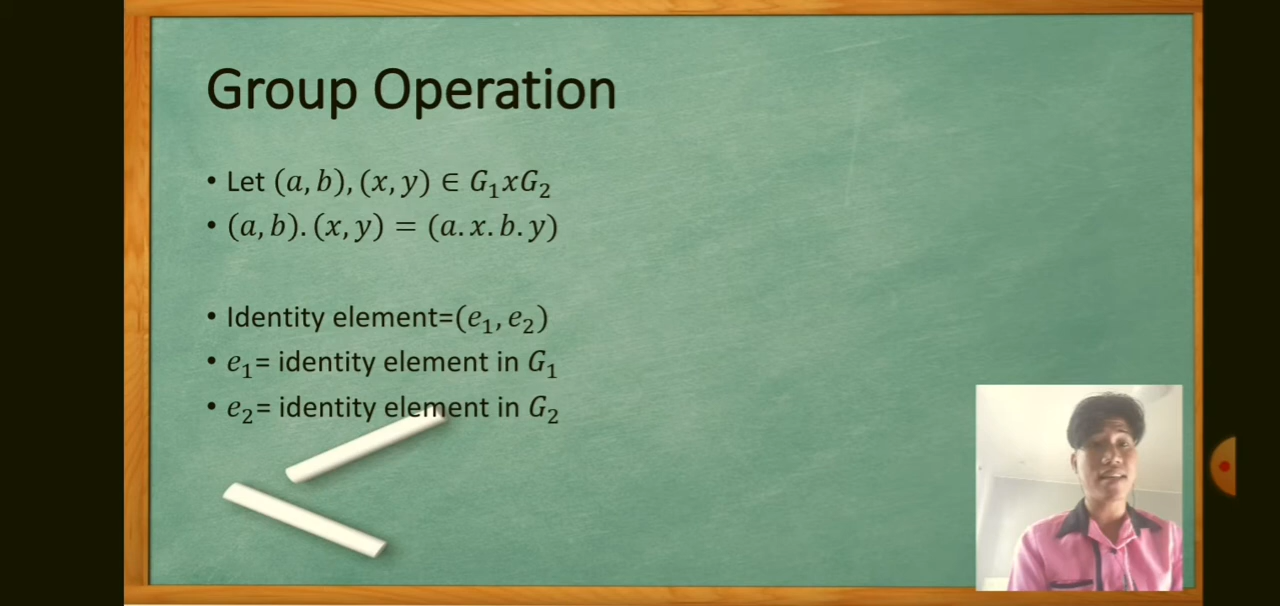 Group Operation
• Let (a, b), (x, y) ∈ G₁xG₂
• (a, b). (x, y) = (a. x. b. y)
• Identity element=(e₁, e₂)
• e₁= identity element in G₁
• e₂= identity element in G₂